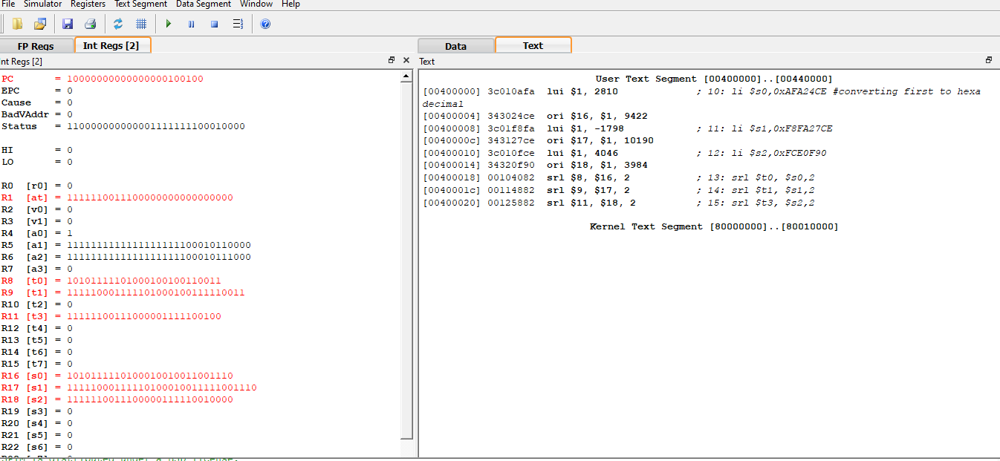 File Simulator Registers Text Segment Data Segment Window Help
FP Regs
Int Regs [2]
Data
Text
nt Regs [2]
PC = 10000000000000000100100
EPC = 0
Cause = 0
BadVAddr = 0
Status = 110000000000001111111100010000
HI = 0
LO = 0
R0 [r0] = 0
R1 [at] = 1111110011100000000000000000
R2 [v0] = 0
R3 [v1] = 0
R4 [a0] = 1
R5 [a1] = 1111111111111111111100010110000
R6 [a2] = 1111111111111111111100010111000
R7 [a3] = 0
R8 [t0] = 10101111101000100100110011
R9 [t1] = 111110001111101000100111110011
R10 [t2] = 0
R11 [t3] = 11111100111000001111100100
R12 [t4] = 0
R13 [t5] = 0
R14 [t6] = 0
R15 [t7] = 0
R16 [s0] = 1010111110100010010011001110
R17 [s1] = 11111000111110100010011111001110
R18 [s2] = 1111110011100000111110010000
R19 [s3] = 0
R20 [s4] = 0
R21 [s5] = 0
R22 [s6] = 0
Text
User Text Segment [00400000]..[00440000]
[00400000] 3c010afa lui $1, 2810 ; 10: li $s0,0xAFA24CE #converting first to hexa
decimal
[00400004] 343024ce ori $16, $1, 9422
[00400008] 3c01f8fa lui $1, -1798 ; 11: li $s1,0xF8FA27CE
[0040000c] 343127ce ori $17, $1, 10190
[00400010] 3c010fce lui $1, 4046 ; 12: li $s2,0xFCE0F90
[00400014] 34320f90 ori $18, $1, 3984
[00400018] 00104082 srl $8, $16, 2 ; 13: srl $t0, $s0,2
[0040001c] 00114882 srl $9, $17, 2 ; 14: srl $t1, $s1,2
[00400020] 00125882 srl $11, $18, 2 ; 15: srl $t3, $s2,2
Kernel Text Segment [80000000]..[80010000]